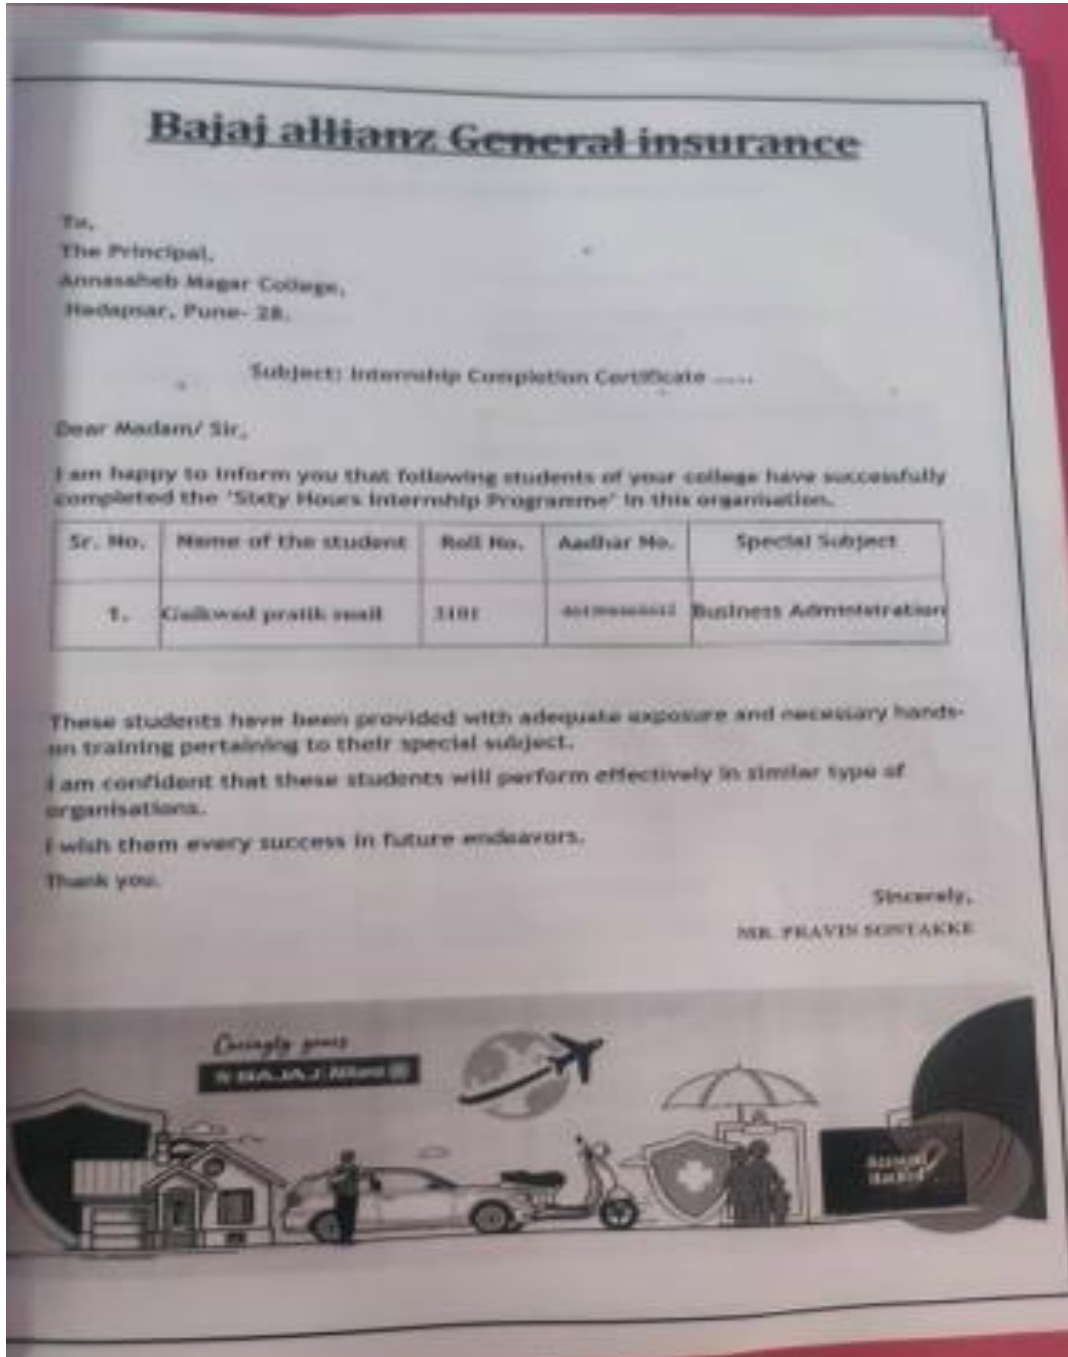 Bajaj allianz General insurance
To,
The Principal,
Annasaheb Magar College,
Hadapsar, Pune- 28.
Subject: Internship Completion Certificate .....
Dear Madam/ Sir,
I am happy to inform you that following students of your college have successfully
completed the 'Sixty Hours Internship Programme' in this organisation.
Sr. No. Name of the student Roll No. Aadhar No. Special Subject
1. Gaikwad pratik 3101 Business Administration
These students have been provided with adequate exposure and necessary hands-
on training pertaining to their special subject.
I am confident that these students will perform effectively in similar type of
organisations.
I wish them every success in future endeavors.
Thank you.
Sincerely,
MR. PRAVIN SONTAKKE
Caringly yours
BAJAJ Allianz